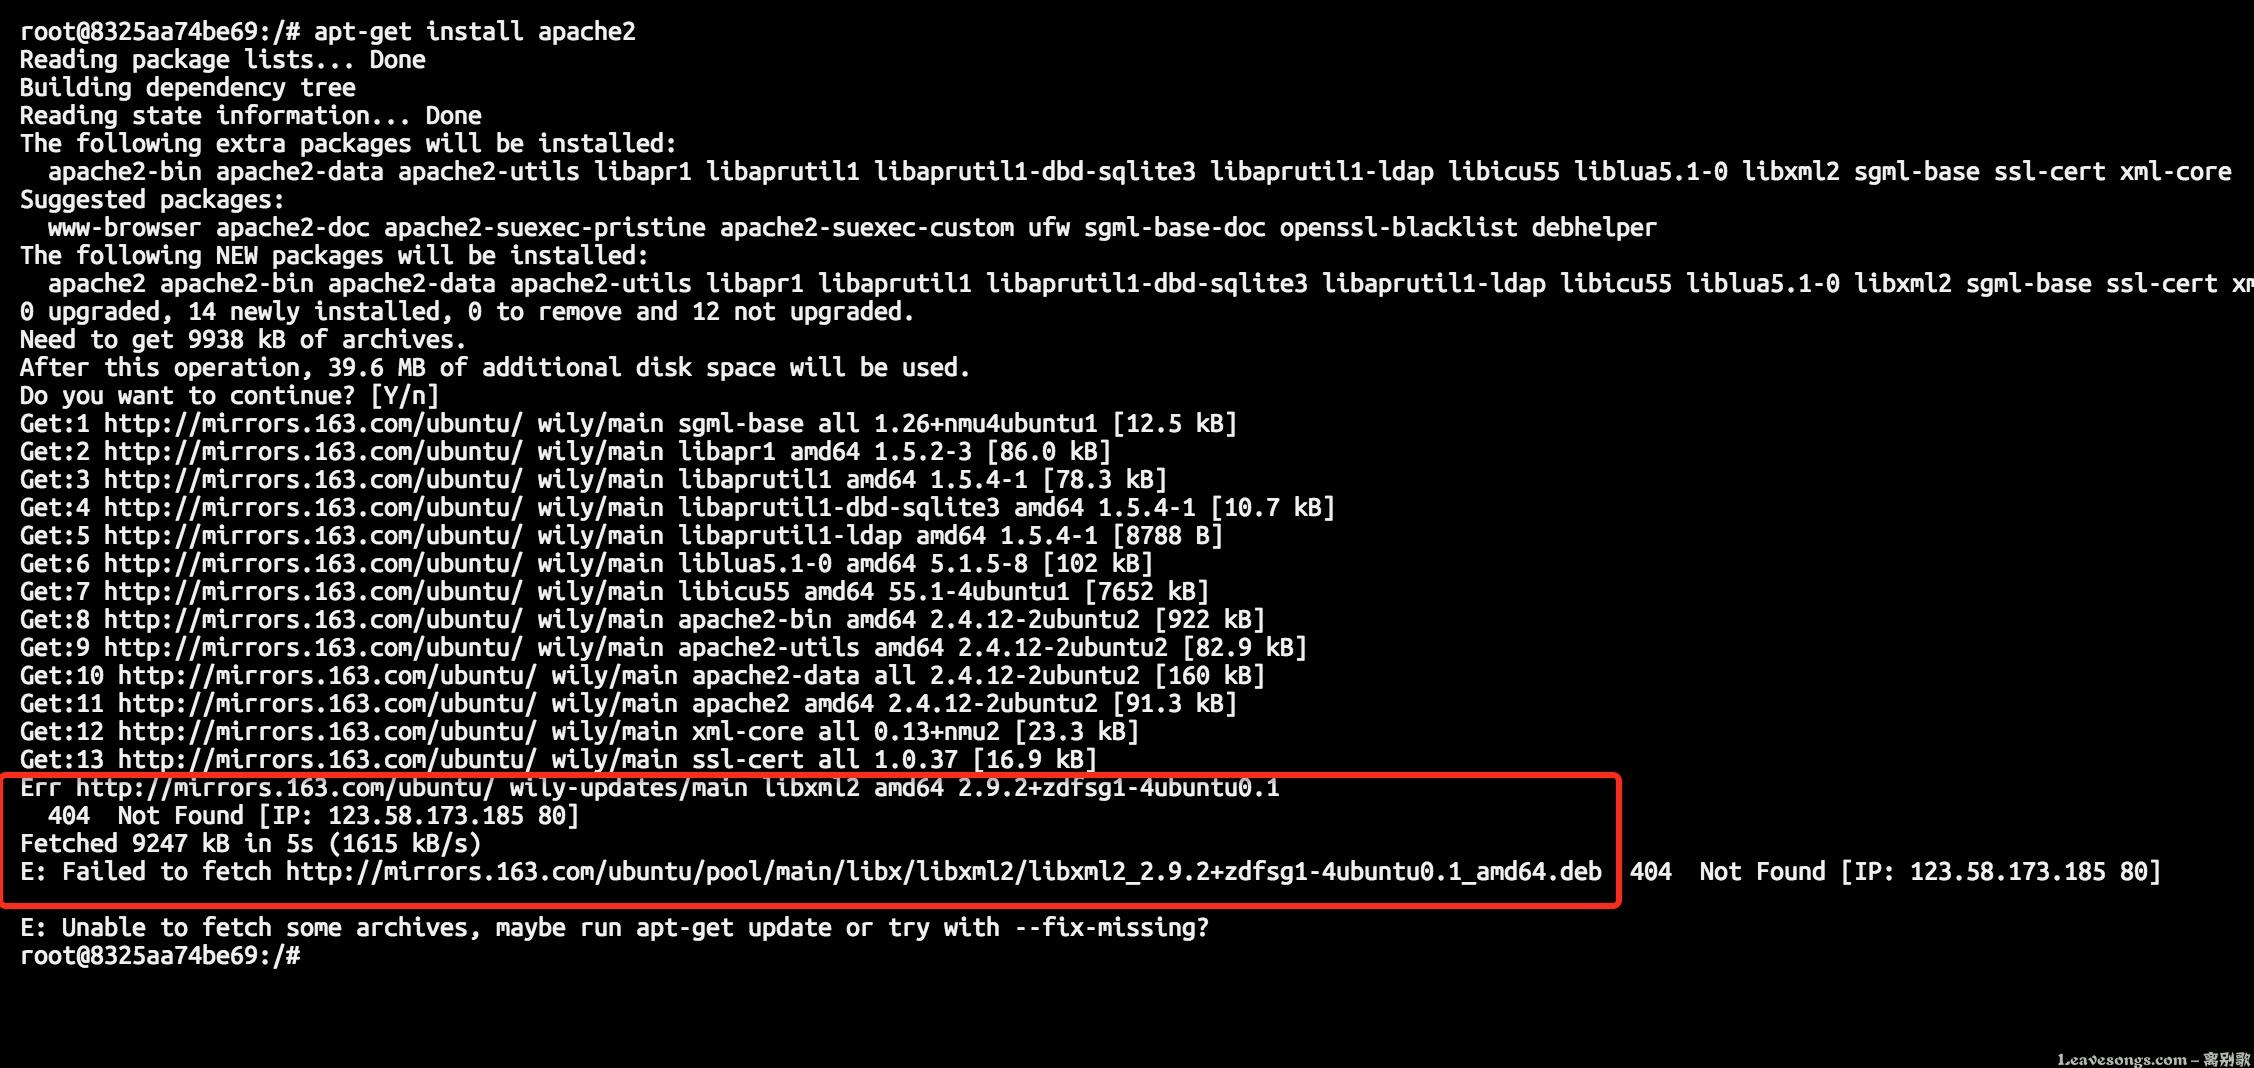 root@8325aa74be69:/# apt-get install apache2
Reading package lists... Done
Building dependency tree
Reading state information... Done
The following extra packages will be installed:
  apache2-bin apache2-data apache2-utils libapr1 libaprutil1 libaprutil1-dbd-sqlite3 libaprutil1-ldap libicu55 liblua5.1-0 libxml2 sgml-base ssl-cert xml-core
Suggested packages:
  www-browser apache2-doc apache2-suexec-pristine apache2-suexec-custom ufw sgml-base-doc openssl-blacklist debhelper
The following NEW packages will be installed:
  apache2 apache2-bin apache2-data apache2-utils libapr1 libaprutil1 libaprutil1-dbd-sqlite3 libaprutil1-ldap libicu55 liblua5.1-0 libxml2 sgml-base ssl-cert xm
0 upgraded, 14 newly installed, 0 to remove and 12 not upgraded.
Need to get 9938 kB of archives.
After this operation, 39.6 MB of additional disk space will be used.
Do you want to continue? [Y/n]
Get:1 http://mirrors.163.com/ubuntu/ wily/main sgml-base all 1.26+nmu4ubuntu1 [12.5 kB]
Get:2 http://mirrors.163.com/ubuntu/ wily/main libapr1 amd64 1.5.2-3 [86.0 kB]
Get:3 http://mirrors.163.com/ubuntu/ wily/main libaprutil1 amd64 1.5.4-1 [78.3 kB]
Get:4 http://mirrors.163.com/ubuntu/ wily/main libaprutil1-dbd-sqlite3 amd64 1.5.4-1 [10.7 kB]
Get:5 http://mirrors.163.com/ubuntu/ wily/main libaprutil1-ldap amd64 1.5.4-1 [8788 B]
Get:6 http://mirrors.163.com/ubuntu/ wily/main liblua5.1-0 amd64 5.1.5-8 [102 kB]
Get:7 http://mirrors.163.com/ubuntu/ wily/main libicu55 amd64 55.1-4ubuntu1 [7652 kB]
Get:8 http://mirrors.163.com/ubuntu/ wily/main apache2-bin amd64 2.4.12-2ubuntu2 [922 kB]
Get:9 http://mirrors.163.com/ubuntu/ wily/main apache2-utils amd64 2.4.12-2ubuntu2 [82.9 kB]
Get:10 http://mirrors.163.com/ubuntu/ wily/main apache2-data all 2.4.12-2ubuntu2 [160 kB]
Get:11 http://mirrors.163.com/ubuntu/ wily/main apache2 amd64 2.4.12-2ubuntu2 [91.3 kB]
Get:12 http://mirrors.163.com/ubuntu/ wily/main xml-core all 0.13+nmu2 [23.3 kB]
Get:13 http://mirrors.163.com/ubuntu/ wily/main ssl-cert all 1.0.37 [16.9 kB]
Err http://mirrors.163.com/ubuntu/ wily-updates/main libxml2 amd64 2.9.2+zdfsg1-4ubuntu0.1
  404  Not Found [IP: 123.58.173.185 80]
Fetched 9247 kB in 5s (1615 kB/s)
E: Failed to fetch http://mirrors.163.com/ubuntu/pool/main/libx/libxml2/libxml2_2.9.2+zdfsg1-4ubuntu0.1_amd64.deb  404  Not Found [IP: 123.58.173.185 80]
E: Unable to fetch some archives, maybe run apt-get update or try with --fix-missing?
root@8325aa74be69:/#
Leavesongs.com – 离别歌